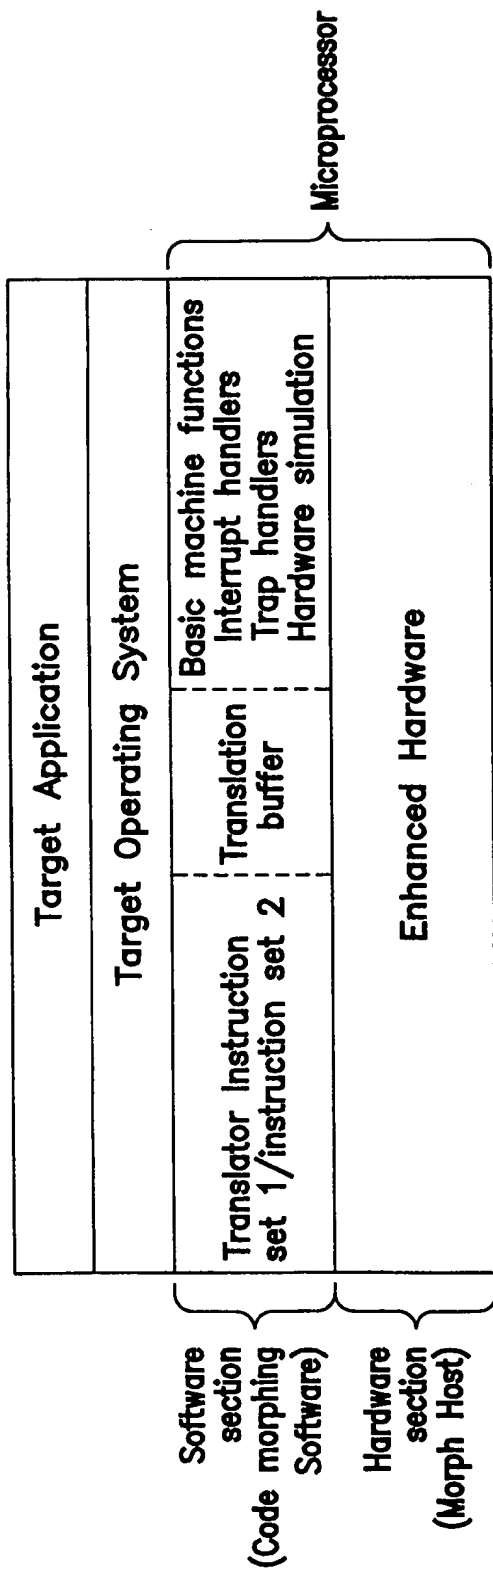 Target Application
Target Operating System
Software
section
(Code morphing
Software)
Translator Instruction
set 1/instruction set 2
Translation
buffer
Basic machine functions
Interrupt handlers
Trap handlers
Hardware simulation
Microprocessor
Hardware
section
(Morph Host)
Enhanced Hardware